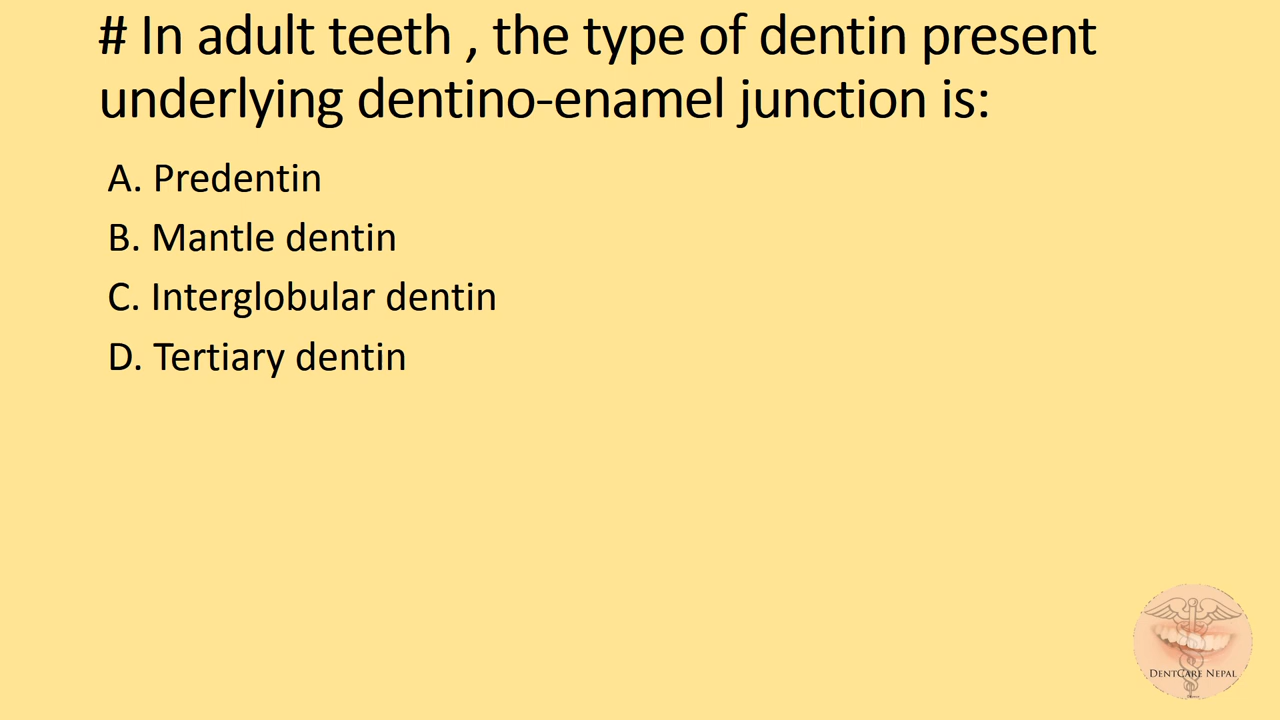 # In adult teeth , the type of dentin present
underlying dentino-enamel junction is:
A. Predentin
B. Mantle dentin
C. Interglobular dentin
D. Tertiary dentin
DENTCARE NEPAL